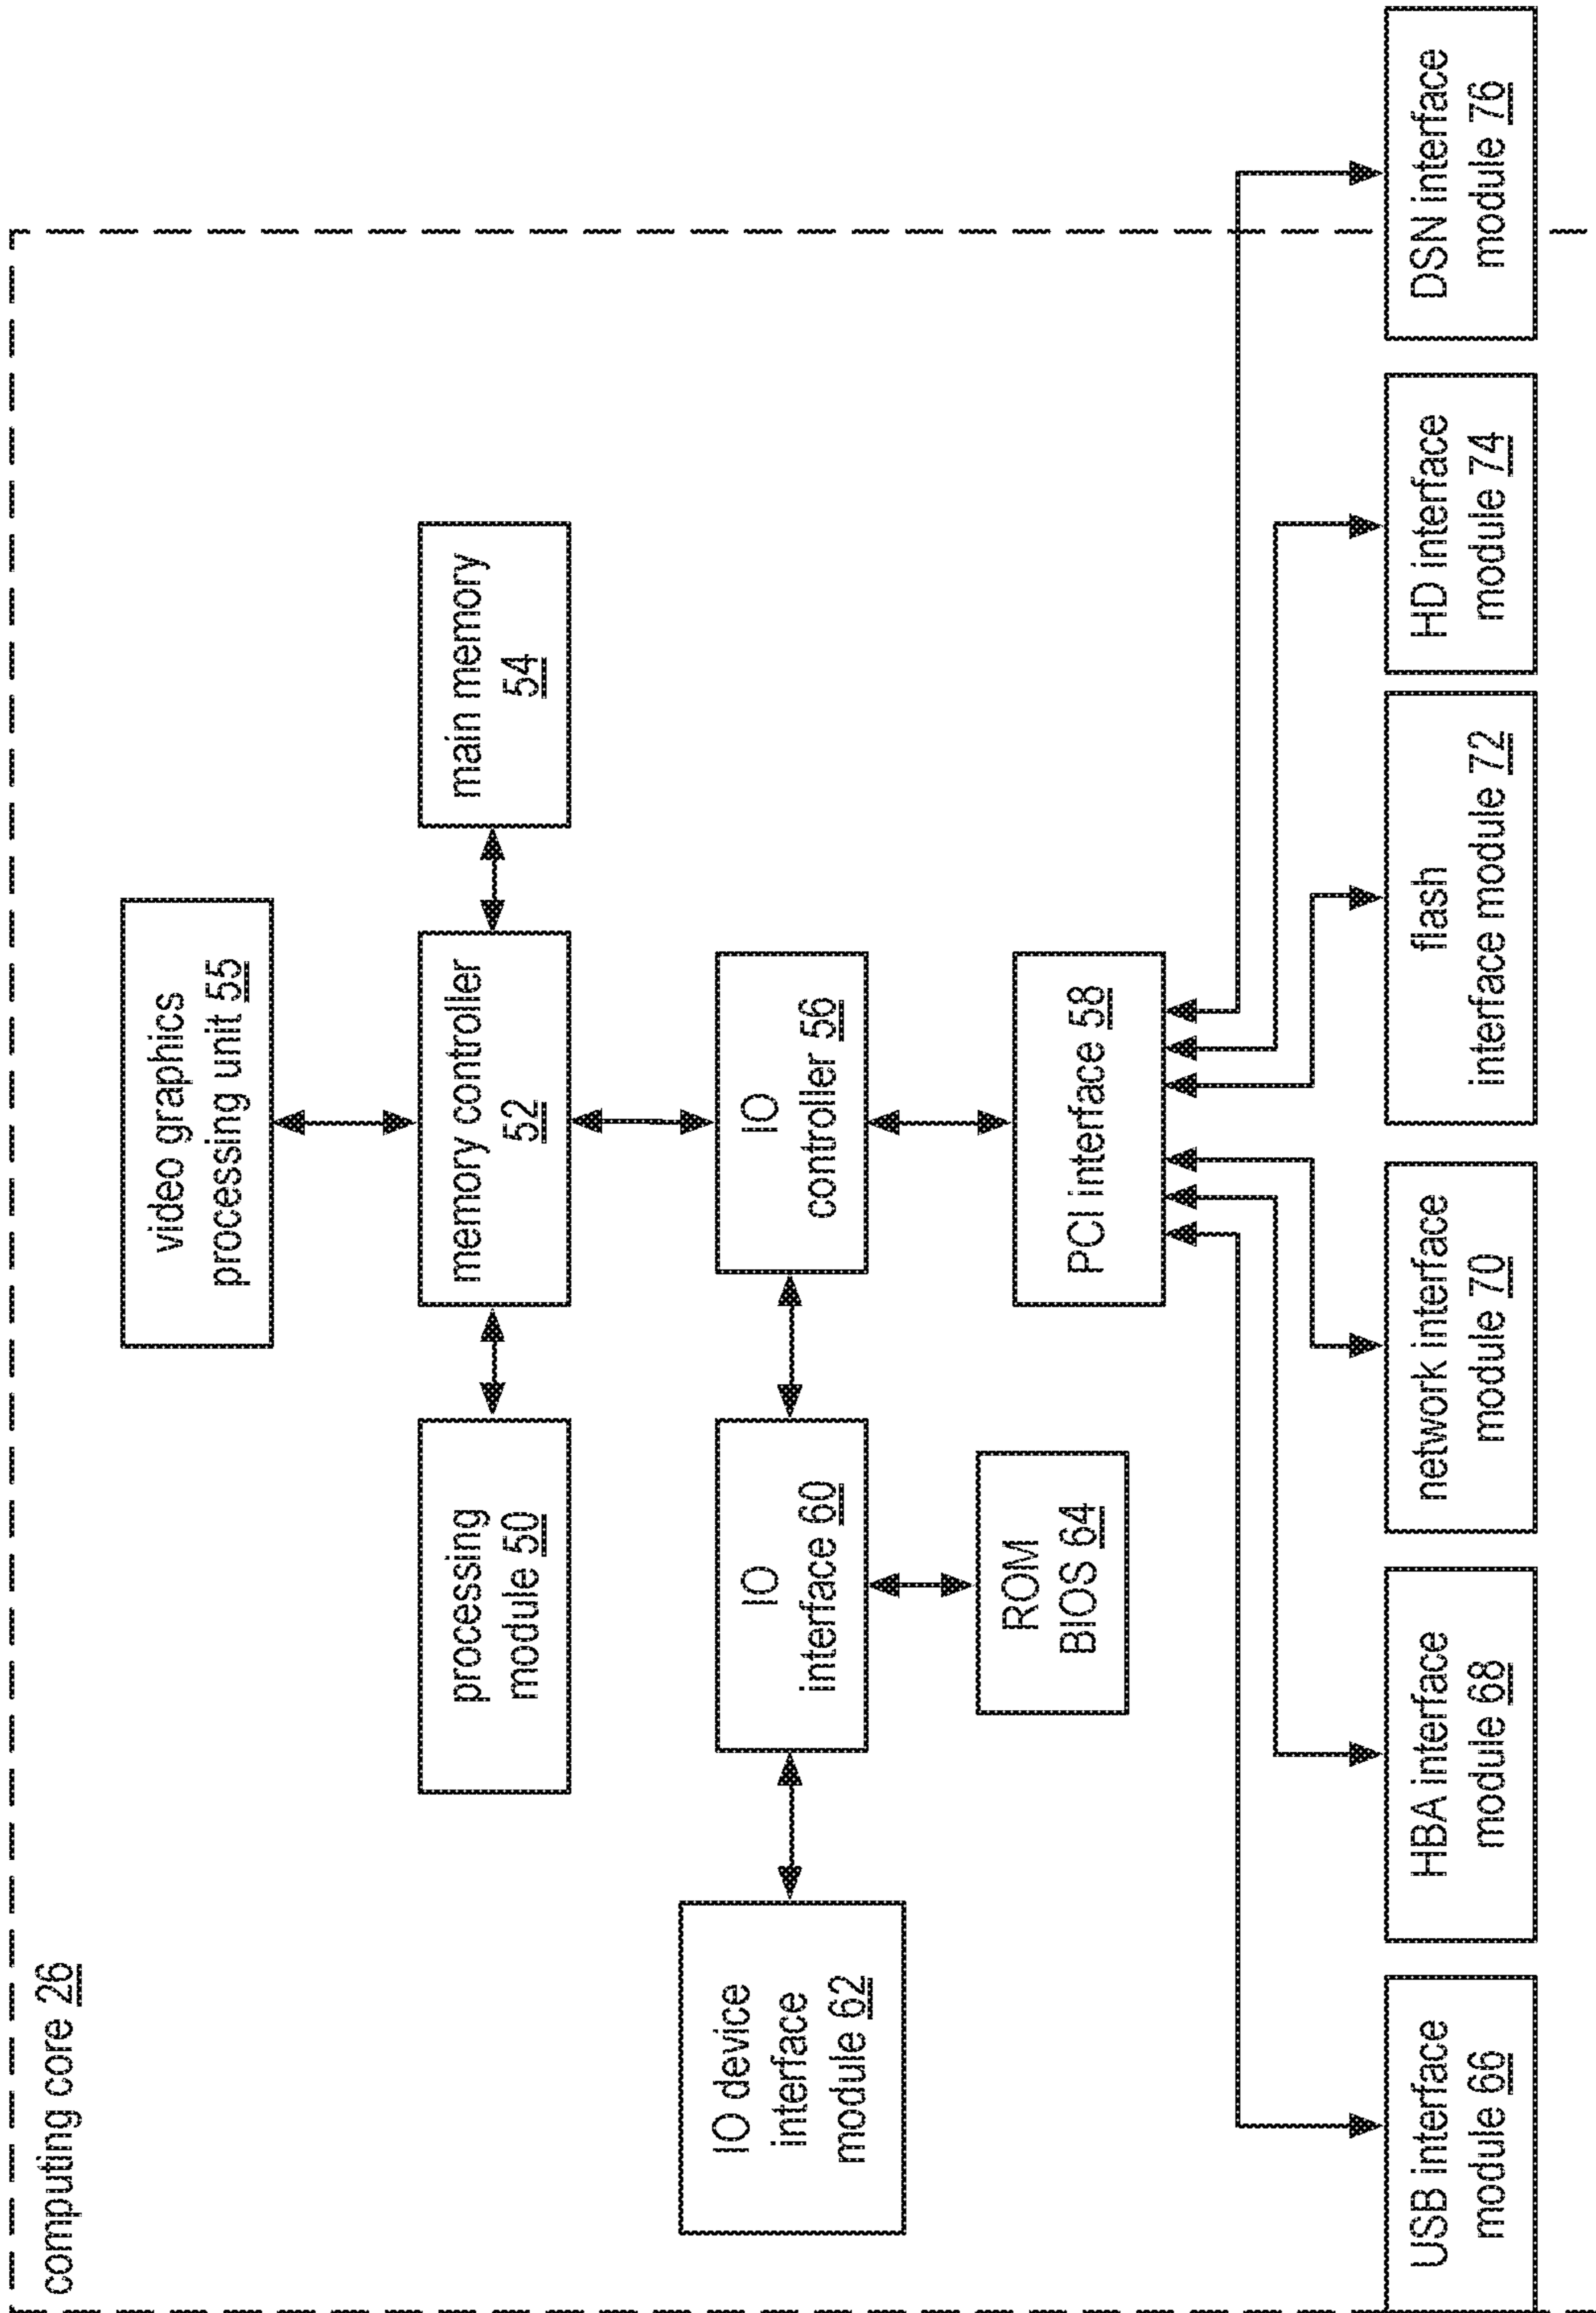 computing core 26
video graphics
processing unit 55
processing
module 50
memory controller
52
main memory
54
IO device
interface
module 62
IO
interface 60
IO
controller 56
ROM
BIOS 64
PCI interface 58
USB interface
module 66
HBA interface
module 68
network interface
module 70
flash
interface module 72
HD interface
module 74
DSN interface
module 76